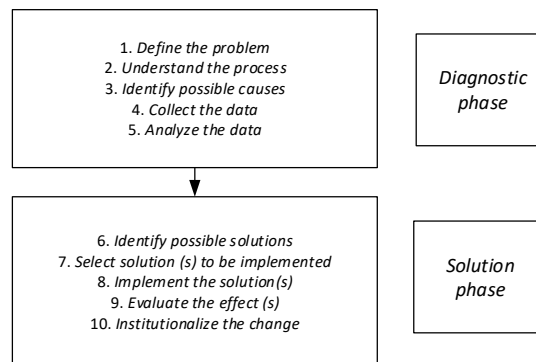 1. Define the problem
2. Understand the process
3. Identify possible causes
4. Collect the data
5. Analyze the data
Diagnostic
phase
6. Identify possible solutions
7. Select solution (s) to be implemented
8. Implement the solution(s)
9. Evaluate the effect (s)
10. Institutionalize the change
Solution
phase